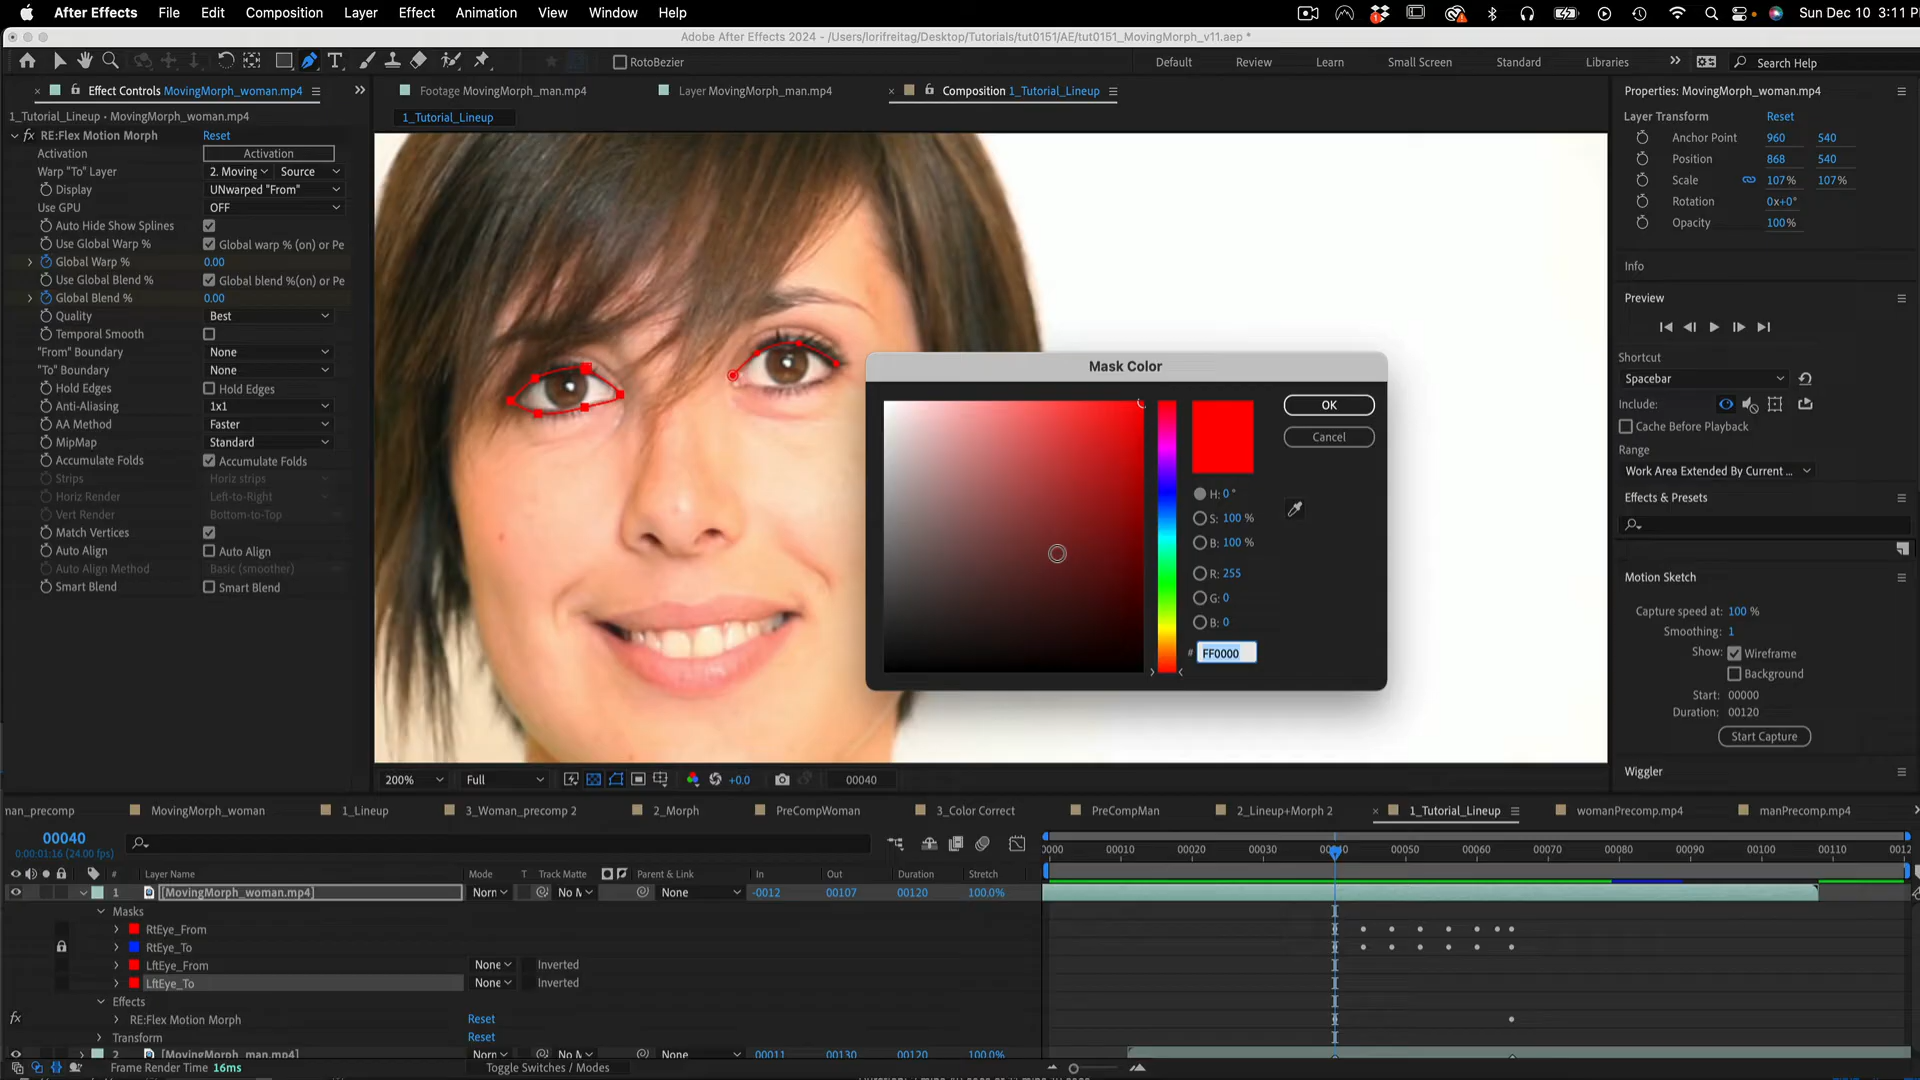 After Effects File Edit Composition Layer Effect Animation View Window Help Sun Dec 10 3:11 P
Adobe After Effects 2024 - /Users/lorifreitag/Desktop/Tutorials/tut0151/AE/tut0151_MovingMorph_v11.aep *
RotoBezier Default Review Learn Small Screen Standard Libraries Search Help
Effect Controls MovingMorph_woman.mp4
Footage MovingMorph_man.mp4 Layer MovingMorph_man.mp4 Composition 1_Tutorial_Lineup
1_Tutorial_Lineup • MovingMorph_woman.mp4
1_Tutorial_Lineup
RE:Flex Motion Morph Reset
Activation Activation
Warp "To" Layer 2. Moving Source
Display UNwarped "From"
Use GPU OFF
Auto Hide Show Splines
Use Global Warp % Global warp % (on) or Pe
Global Warp % 0.00
Use Global Blend % Global blend %(on) or Pe
Global Blend % 0.00
Quality Best
Temporal Smooth
"From" Boundary None
"To" Boundary None
Hold Edges Hold Edges
Anti-Aliasing 1x1
AA Method Faster
MipMap Standard
Accumulate Folds Accumulate Folds
Strips Horiz strips
Horiz Render Left-to-Right
Vert Render Bottom-to-Top
Match Vertices
Auto Align Auto Align
Auto Align Method Basic (smoother)
Smart Blend Smart Blend
Mask Color
OK
Cancel
H: 0 °
S: 100 %
B: 100 %
R: 255
G: 0
B: 0
# FF0000
200% Full +0.0 00040
Properties: MovingMorph_woman.mp4
Layer Transform Reset
Anchor Point 960 540
Position 868 540
Scale 107% 107%
Rotation 0x+0°
Opacity 100%
Info
Preview
Shortcut
Spacebar
Include:
Cache Before Playback
Range
Work Area Extended By Current ...
Effects & Presets
Motion Sketch
Capture speed at: 100 %
Smoothing: 1
Show: Wireframe
Background
Start: 00000
Duration: 00120
Start Capture
Wiggler
man_precomp MovingMorph_woman 1_Lineup 3_Woman_precomp 2 2_Morph PreCompWoman 3_Color Correct PreCompMan 2_Lineup+Morph 2 1_Tutorial_Lineup womanPrecomp.mp4 manPrecomp.mp4
00040
0:00:01:16 (24.00 fps)
0000 00010 00020 00030 00040 00050 00060 00070 00080 00090 00100 00110 0012
# Layer Name Mode T Track Matte Parent & Link In Out Duration Stretch
1 [MovingMorph_woman.mp4] Norn No M None -0012 00107 00120 100.0%
Masks
RtEye_From
RtEye_To
LftEye_From None Inverted
LftEye_To None Inverted
Effects
fx RE:Flex Motion Morph Reset
Transform Reset
2 [MovingMorph_man.mp4] Norn No M None 00011 00130 00120 100.0%
Frame Render Time 16ms Toggle Switches / Modes